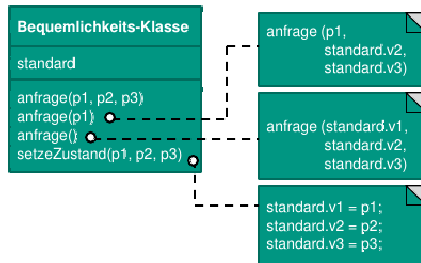 Bequemlichkeits-Klasse
standard
anfrage(p1, p2, p3)
anfrage(p1)
anfrage()
setzeZustand(p1, p2, p3)
anfrage (p1,
standard.v2,
standard.v3)
anfrage (standard.v1,
standard.v2,
standard.v3)
standard.v1 = p1;
standard.v2 = p2;
standard.v3 = p3;